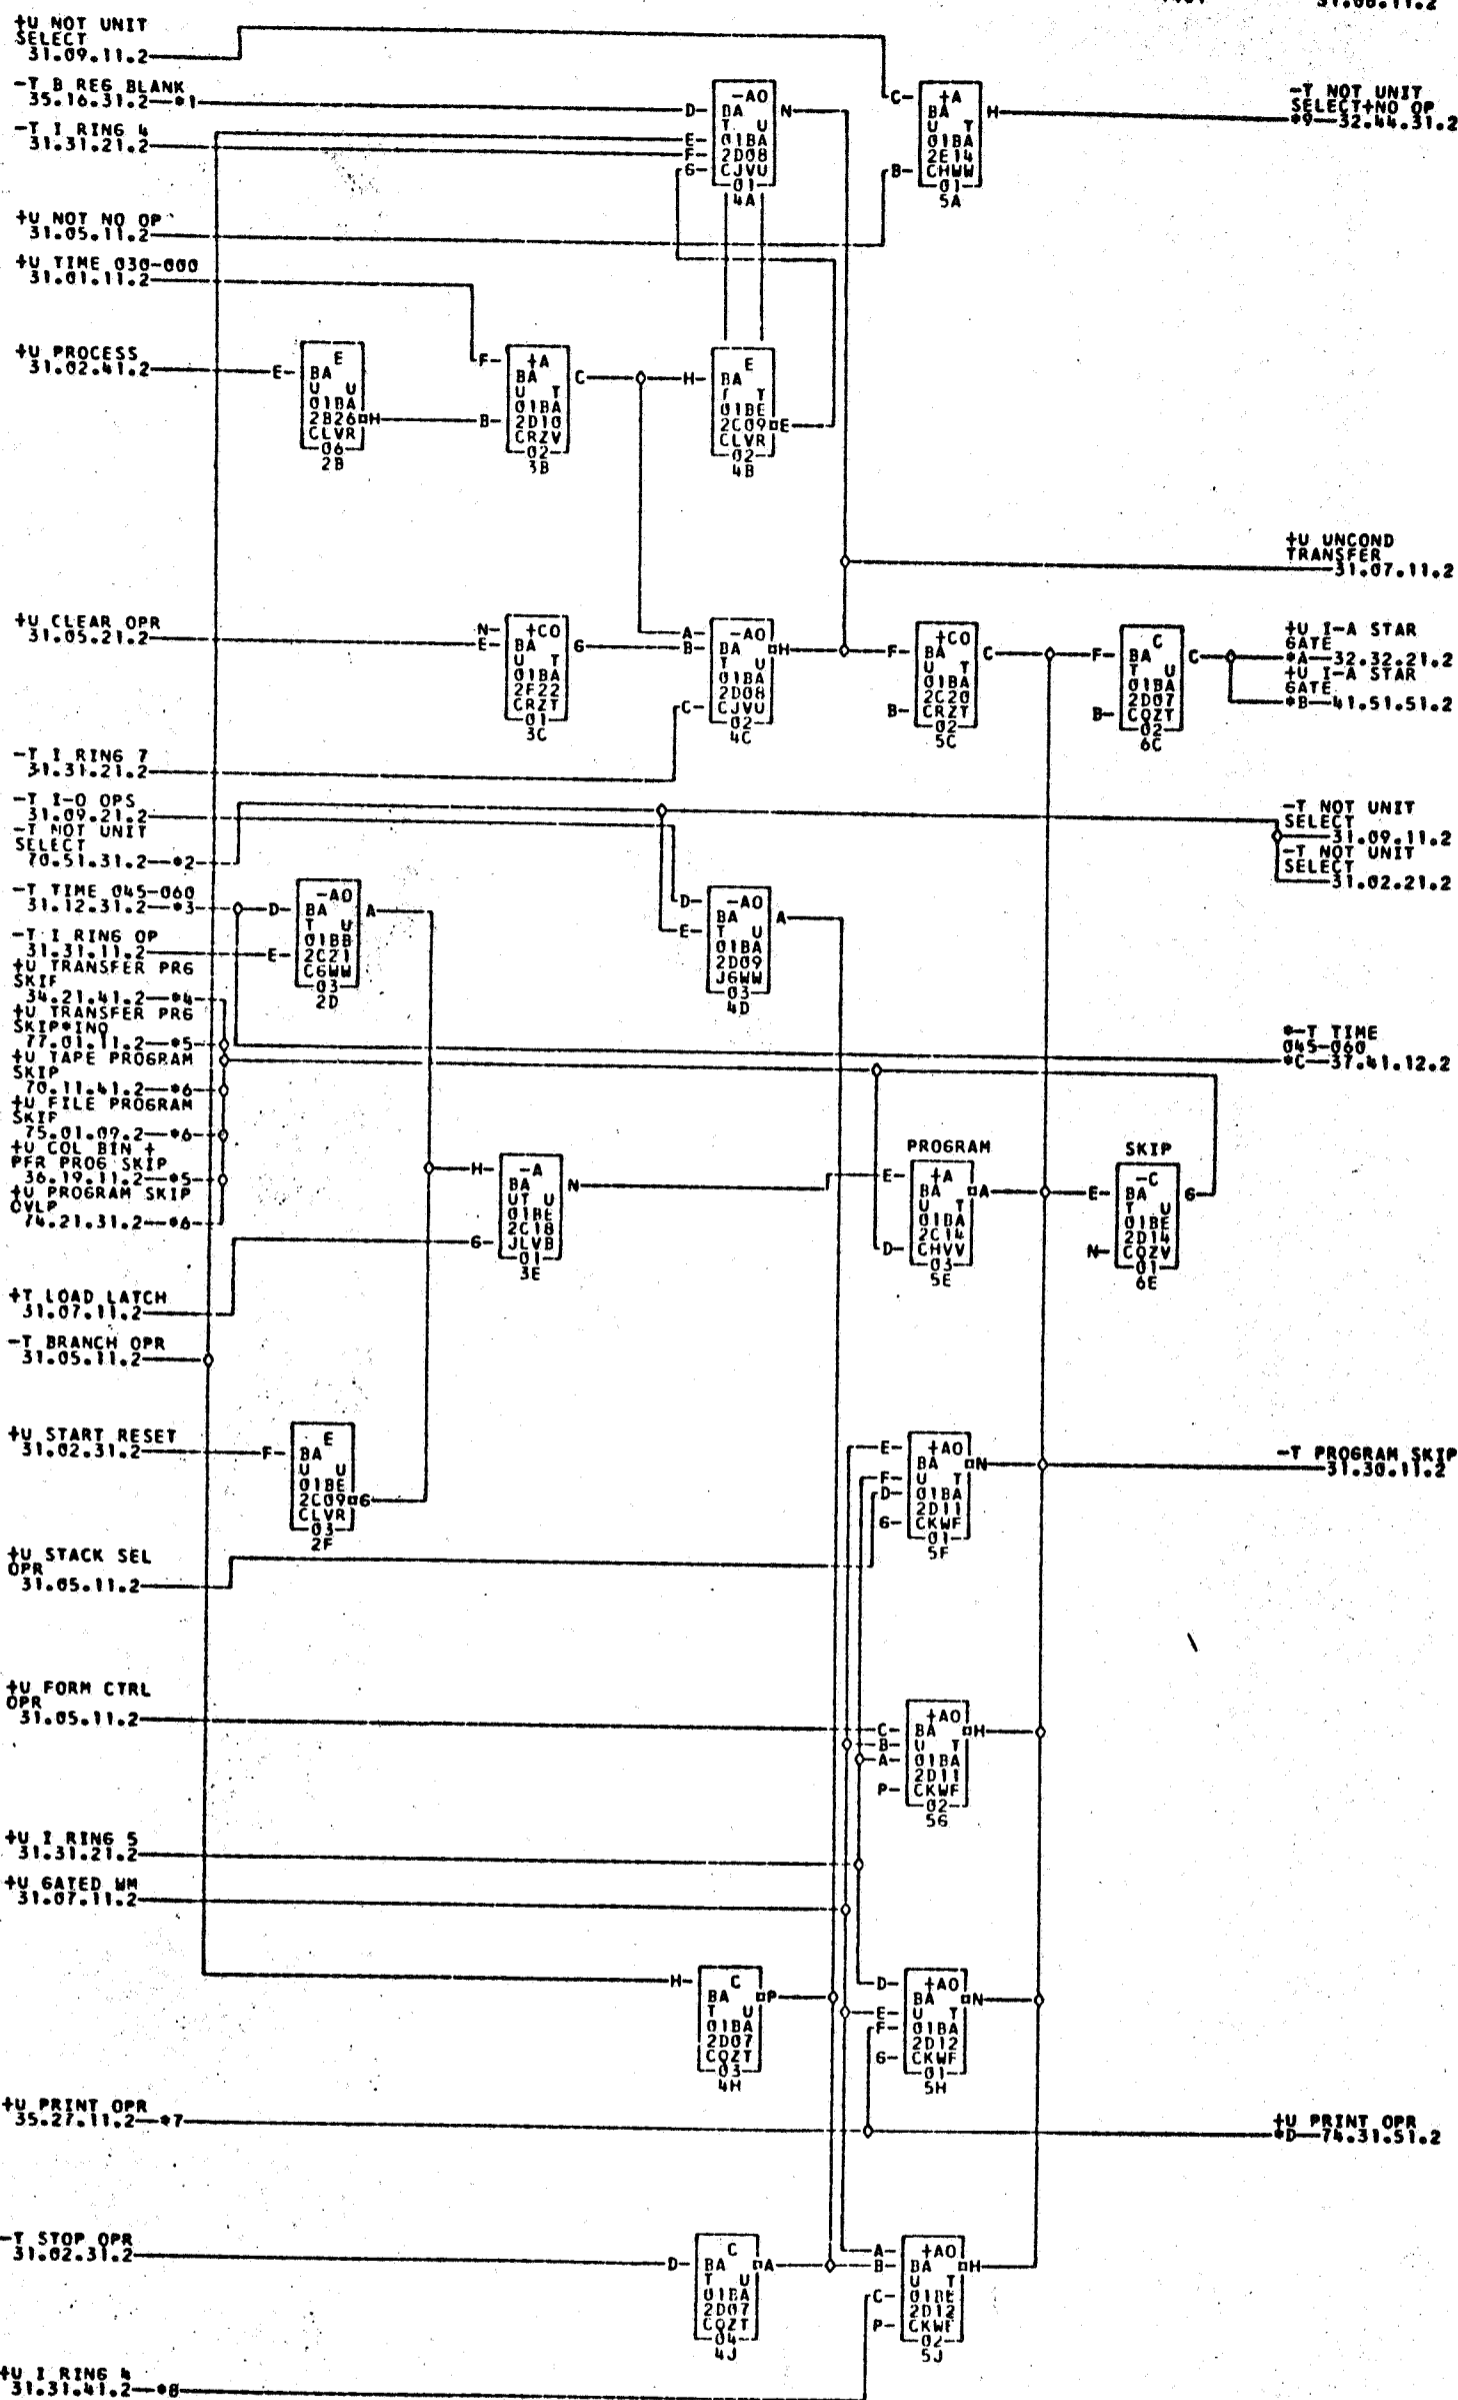 31.06.11.2
+U NOT UNIT
SELECT
31.09.11.2
-T B REG BLANK
35.16.31.2—*1
-T I RING 4
31.31.21.2
+U NOT NO OP
31.05.11.2
+U TIME 030-000
31.01.11.2
+U PROCESS
31.02.41.2
+U CLEAR OPR
31.05.21.2
-T I RING 7
31.31.21.2
-T I-O OPS
31.09.21.2
-T NOT UNIT
SELECT
70.51.31.2—*2
-T TIME 045-060
31.12.31.2—*3
-T I RING OP
31.31.11.2
+U TRANSFER PRG
SKIP
34.21.41.2—*4
+U TRANSFER PRG
SKIP*INQ
77.01.11.2—*5
+U TAPE PROGRAM
SKIP
70.11.41.2—*6
+U FILE PROGRAM
SKIP
75.01.09.2—*6
+U COL BIN +
PFR PROG SKIP
36.19.11.2—*5
+U PROGRAM SKIP
OVLP
74.21.31.2—*6
+T LOAD LATCH
31.07.11.2
-T BRANCH OPR
31.05.11.2
+U START RESET
31.02.31.2
+U STACK SEL
OPR
31.05.11.2
+U FORM CTRL
OPR
31.05.11.2
+U I RING 5
31.31.21.2
+U GATED WM
31.07.11.2
+U PRINT OPR
35.27.11.2—*7
-T STOP OPR
31.02.31.2
+U I RING 4
31.31.41.2—*8
D-
E-
F-
G-
-AO
BA
T U
01BA
2D08
CJVU
01
4A
N
C-
B-
+A
BA
U T
01BA
2E14
CHWW
01
5A
H
E-
E
BA
U U
01BA
2B26
CLVR
06
2B
H
F-
B-
+A
BA
U T
01BA
2D10
CRZV
02
3B
C
H-
E
BA
T T
01BE
2C09
CLVR
02
4B
E
N-
E-
+CO
BA
U T
01BA
2F22
CRZT
01
3C
G
A-
B-
C-
-AO
BA
T U
01BA
2D08
CJVU
02
4C
H
F-
B-
+CO
BA
U T
01BA
2C20
CRZT
02
5C
C
F-
B-
C
BA
T U
01BA
2D07
CQZT
02
6C
C
D-
E-
-AO
BA
T U
01BB
2C21
CGWW
03
2D
A
D-
E-
-AO
BA
T U
01BA
2D09
JGWW
03
4D
A
H-
G-
-A
BA
UT U
01BE
2C18
JLVB
01
3E
N
PROGRAM
E-
D-
+A
BA
U T
01BA
2C14
CHVV
03
5E
A
SKIP
E-
N-
-C
BA
T U
01BE
2D14
CQZV
01
6E
G
F-
E
BA
U U
01BE
2C09
CLVR
03
2F
G
E-
F-
D-
G-
+AO
BA
U T
01BA
2D11
CKWF
01
5F
N
C-
B-
A-
P-
+AO
BA
U T
01BA
2D11
CKWF
02
5G
H
H-
C
BA
T U
01BA
2D07
CQZT
03
4H
P
D-
E-
F-
G-
+AO
BA
U T
01BA
2D12
CKWF
01
5H
N
D-
C
BA
T U
01BA
2D07
CQZT
04
4J
A
A-
B-
C-
P-
+AO
BA
U T
01BE
2D12
CKWF
02
5J
H
-T NOT UNIT
SELECT+NO OP
*9—32.44.31.2
+U UNCOND
TRANSFER
31.07.11.2
+U I-A STAR
GATE
*A—32.32.21.2
+U I-A STAR
GATE
*B—41.51.51.2
-T NOT UNIT
SELECT
31.09.11.2
-T NOT UNIT
SELECT
31.02.21.2
*-T TIME
045-060
*C—37.41.12.2
-T PROGRAM SKIP
31.30.11.2
+U PRINT OPR
*D—74.31.51.2